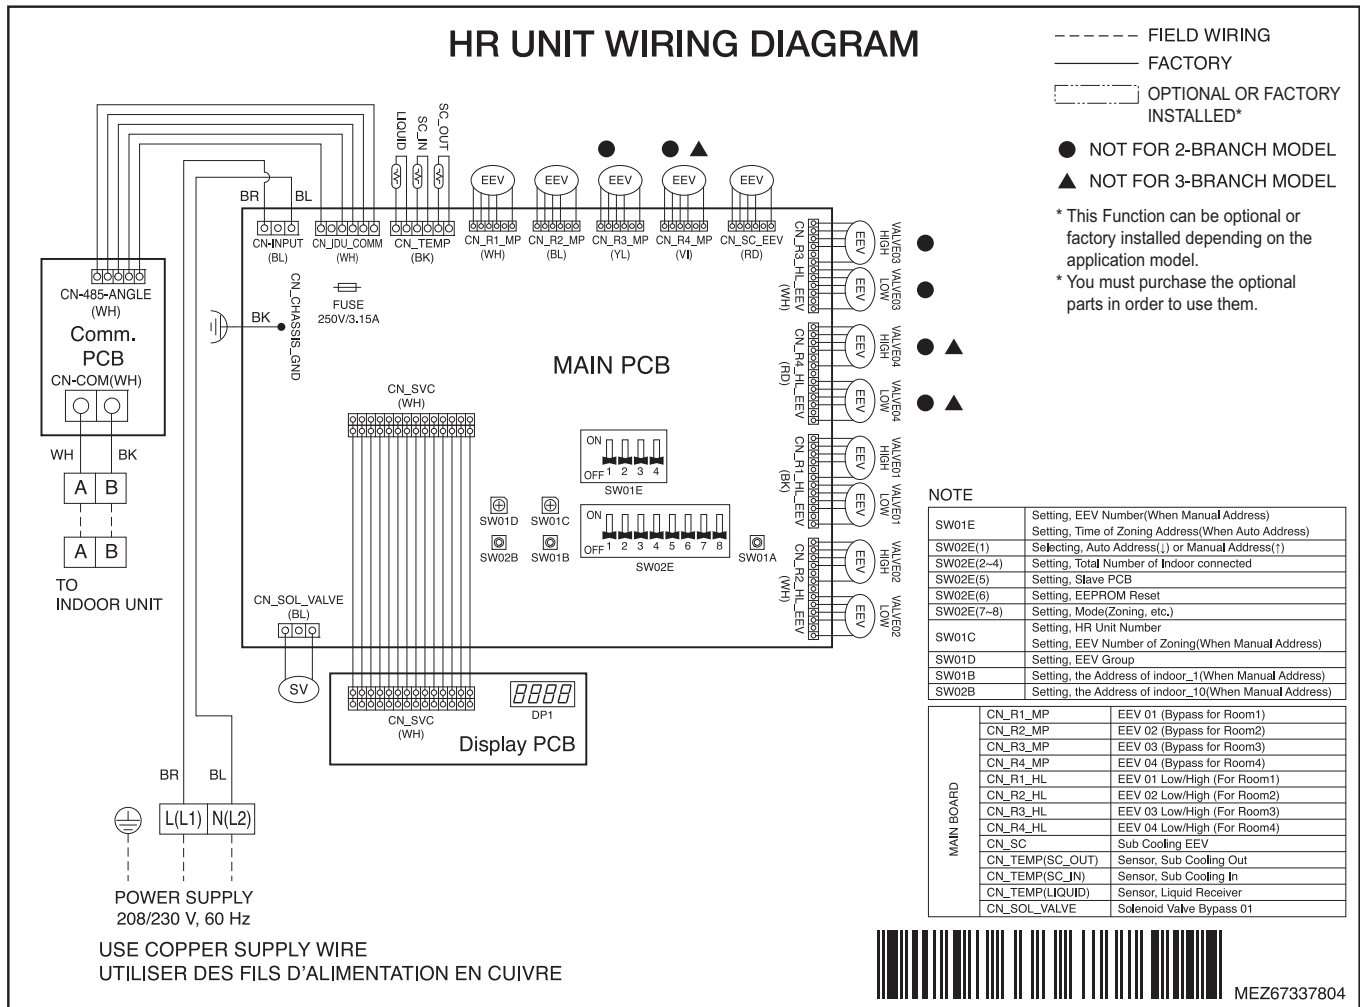 HR UNIT WIRING DIAGRAM
FIELD WIRING
FACTORY
OPTIONAL OR FACTORY
INSTALLED*
● NOT FOR 2-BRANCH MODEL
▲ NOT FOR 3-BRANCH MODEL
* This Function can be optional or
factory installed depending on the
application model.
* You must purchase the optional
parts in order to use them.
LIQUID
SC_IN
SC_OUT
EEV
EEV
EEV
EEV
EEV
BR
BL
CN-INPUT
(BL)
CN_IDU_COMM
(WH)
CN_TEMP
(BK)
CN_R1_MP
(WH)
CN_R2_MP
(BL)
CN_R3_MP
(YL)
CN_R4_MP
(VI)
CN_SC_EEV
(RD)
CN_R3_HL_EEV
(WH)
EEV
HIGH
VALVE03
EEV
LOW
VALVE03
CN_R4_HL_EEV
(RD)
EEV
HIGH
VALVE04
EEV
LOW
VALVE04
CN_R1_HL_EEV
(BK)
EEV
HIGH
VALVE01
EEV
LOW
VALVE01
CN_R2_HL_EEV
(WH)
EEV
HIGH
VALVE02
EEV
LOW
VALVE02
CN-485-ANGLE
(WH)
Comm.
PCB
CN-COM(WH)
WH
BK
A B
A B
TO
INDOOR UNIT
BK
CN_CHASSIS_GND
FUSE
250V/3.15A
MAIN PCB
CN_SVC
(WH)
ON
OFF
1 2 3 4
SW01E
ON
OFF
1 2 3 4 5 6 7 8
SW02E
SW01D
SW01C
SW02B
SW01B
SW01A
CN_SOL_VALVE
(BL)
SV
CN_SVC
(WH)
8888
DP1
Display PCB
BR
BL
L(L1) N(L2)
POWER SUPPLY
208/230 V, 60 Hz
USE COPPER SUPPLY WIRE
UTILISER DES FILS D'ALIMENTATION EN CUIVRE
NOTE
SW01E Setting, EEV Number(When Manual Address)
Setting, Time of Zoning Address(When Auto Address)
SW02E(1) Selecting, Auto Address(↓) or Manual Address(↑)
SW02E(2~4) Setting, Total Number of Indoor connected
SW02E(5) Setting, Slave PCB
SW02E(6) Setting, EEPROM Reset
SW02E(7~8) Setting, Mode(Zoning, etc.)
SW01C Setting, HR Unit Number
Setting, EEV Number of Zoning(When Manual Address)
SW01D Setting, EEV Group
SW01B Setting, the Address of indoor_1(When Manual Address)
SW02B Setting, the Address of indoor_10(When Manual Address)
MAIN BOARD
CN_R1_MP EEV 01 (Bypass for Room1)
CN_R2_MP EEV 02 (Bypass for Room2)
CN_R3_MP EEV 03 (Bypass for Room3)
CN_R4_MP EEV 04 (Bypass for Room4)
CN_R1_HL EEV 01 Low/High (For Room1)
CN_R2_HL EEV 02 Low/High (For Room2)
CN_R3_HL EEV 03 Low/High (For Room3)
CN_R4_HL EEV 04 Low/High (For Room4)
CN_SC Sub Cooling EEV
CN_TEMP(SC_OUT) Sensor, Sub Cooling Out
CN_TEMP(SC_IN) Sensor, Sub Cooling In
CN_TEMP(LIQUID) Sensor, Liquid Receiver
CN_SOL_VALVE Solenoid Valve Bypass 01
MEZ67337804